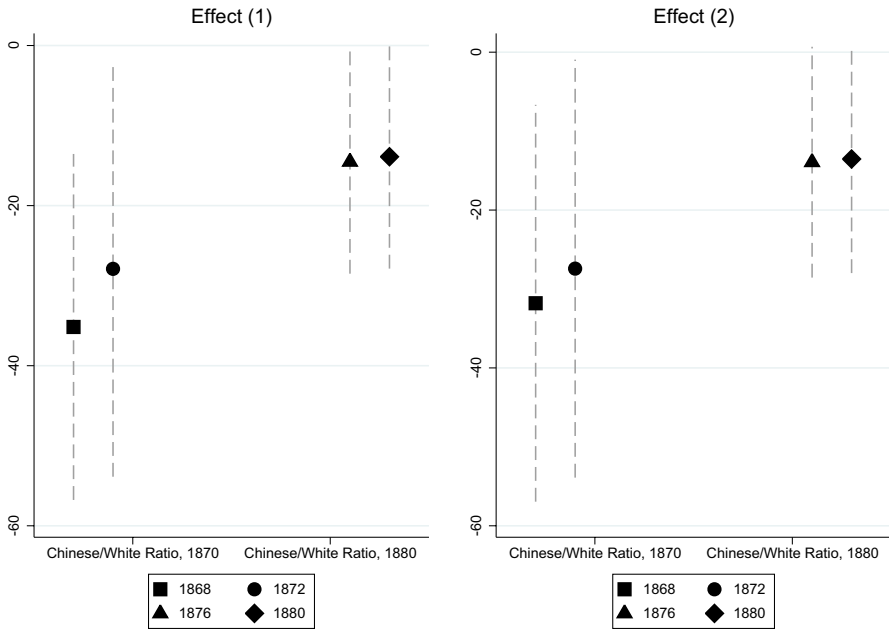 Effect (1)
0
-20
-40
-60
Chinese/White Ratio, 1870
Chinese/White Ratio, 1880
1868
1872
1876
1880
Effect (2)
0
-20
-40
-60
Chinese/White Ratio, 1870
Chinese/White Ratio, 1880
1868
1872
1876
1880